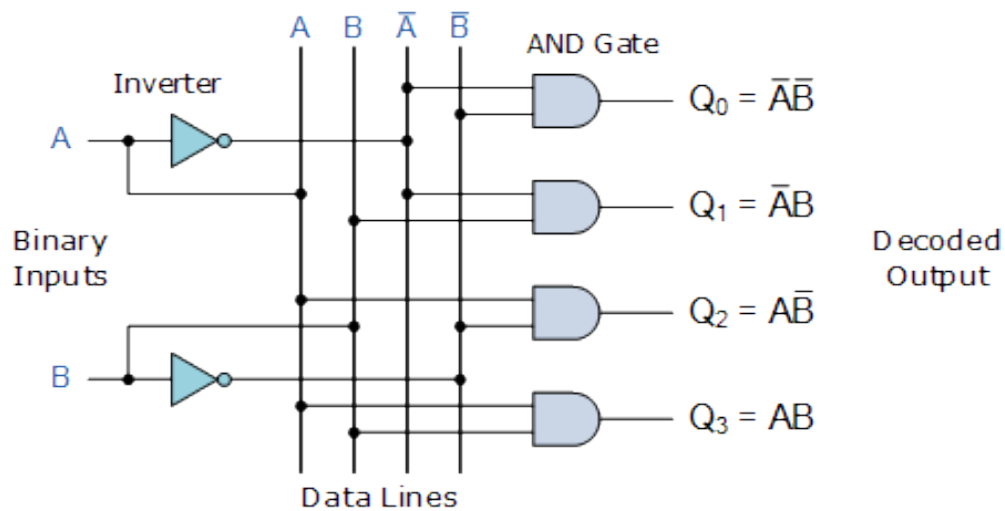 A B A̅ B̅
AND Gate
Inverter
Q₀ = A̅B̅
A
Q₁ = A̅B
Binary
Inputs
Decoded
Output
Q₂ = AB̅
B
Q₃ = AB
Data Lines